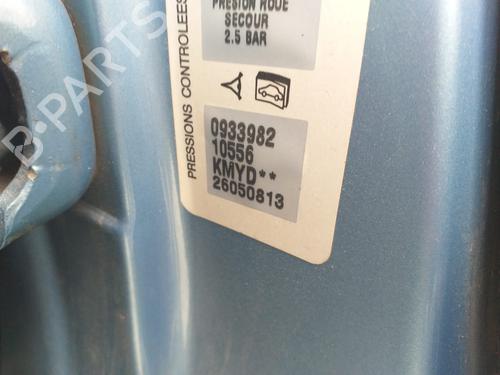 PRESION ROUE
SECOUR
2.5 BAR
PRESSIONS CONTROLEES
0933982
10556
KMYD**
26050813
B-PARTS